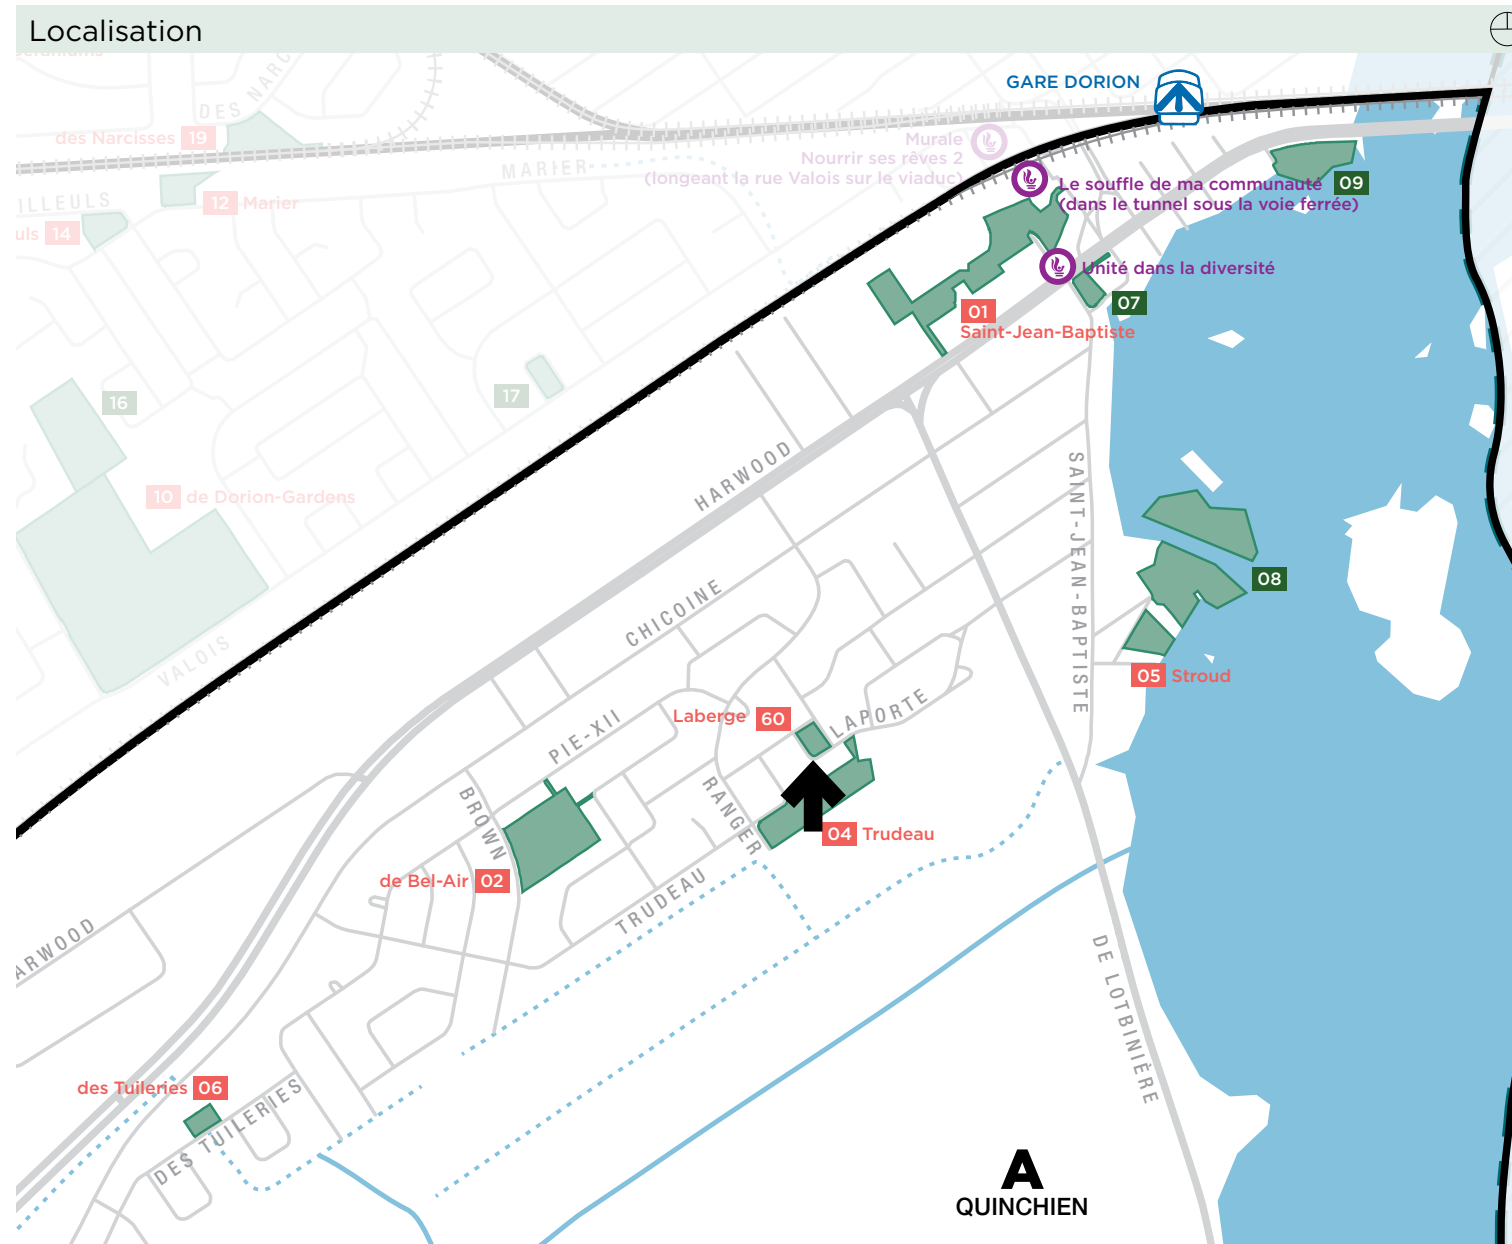 Localisation
GARE DORION
DES NARC
des Narcisses 19
Murale
Nourrir ses rêves 2
(longeant la rue Valois sur le viaduc)
MARIER
Le souffle de ma communauté
(dans le tunnel sous la voie ferrée)
09
ILLEULS
12 Marier
uls 14
Unité dans la diversité
07
01
Saint-Jean-Baptiste
16
17
HARWOOD
SAINT-JEAN-BAPTISTE
10 de Dorion-Gardens
08
CHICOINE
VALOIS
05 Stroud
Laberge 60
LAPORTE
PIE-XII
BROWN
RANGER
04 Trudeau
de Bel-Air 02
TRUDEAU
ARWOOD
DE LOTBINIÈRE
des Tuileries 06
DES TUILERIES
A
QUINCHIEN